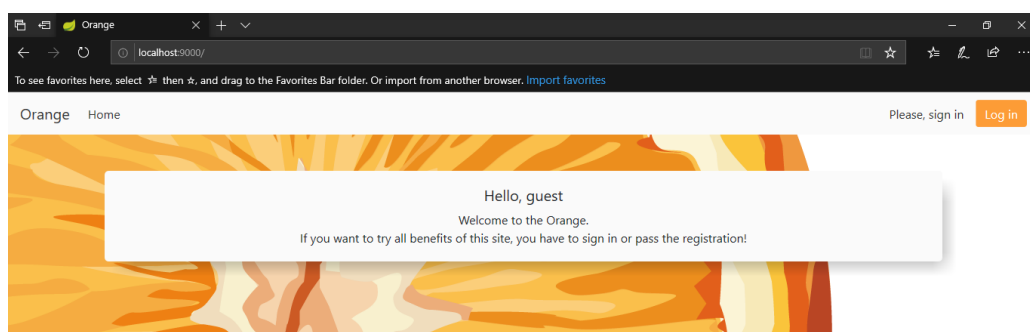 Orange
localhost:9000/
To see favorites here, select then, and drag to the Favorites Bar folder. Or import from another browser. Import favorites
Orange Home Please, sign in Log in
Hello, guest
Welcome to the Orange.
If you want to try all benefits of this site, you have to sign in or pass the registration!